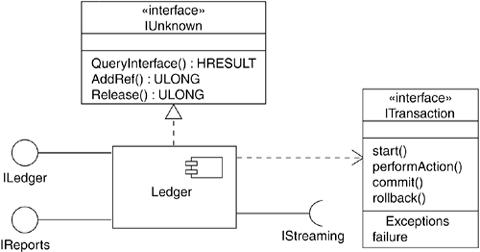 «interface»
IUnknown
QueryInterface() : HRESULT
AddRef() : ULONG
Release() : ULONG
«interface»
ITransaction
start()
performAction()
commit()
rollback()
Exceptions
failure
ILedger
Ledger
IReports
IStreaming